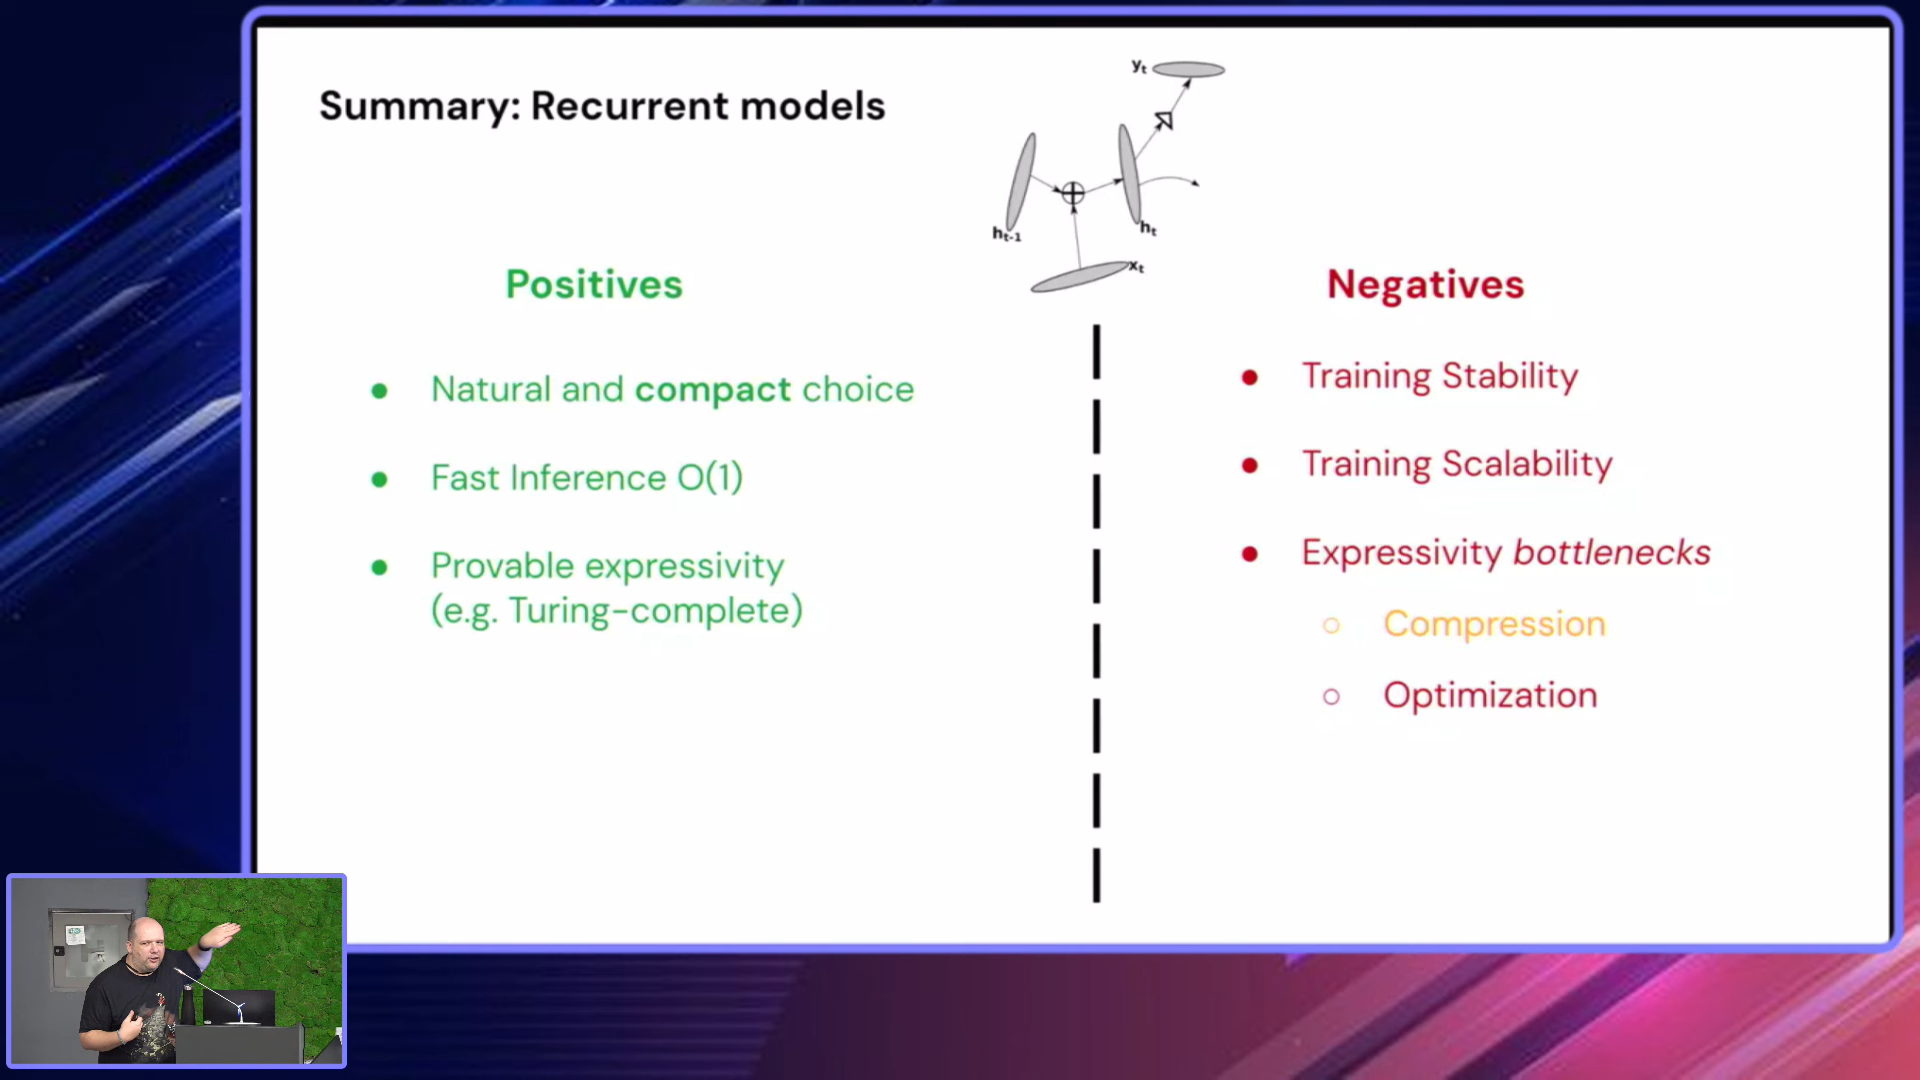 Summary: Recurrent models
yt
ht-1
ht
xt
Positives
Natural and compact choice
Fast Inference O(1)
Provable expressivity
(e.g. Turing-complete)
Negatives
Training Stability
Training Scalability
Expressivity bottlenecks
Compression
Optimization